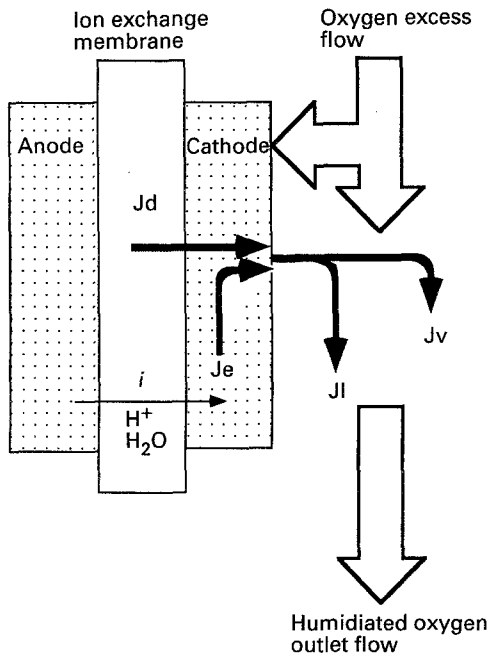 Ion exchange
membrane
Oxygen excess
flow
Anode
Cathode
Jd
Je
Jv
Jl
i
H+
H2O
Humidiated oxygen
outlet flow